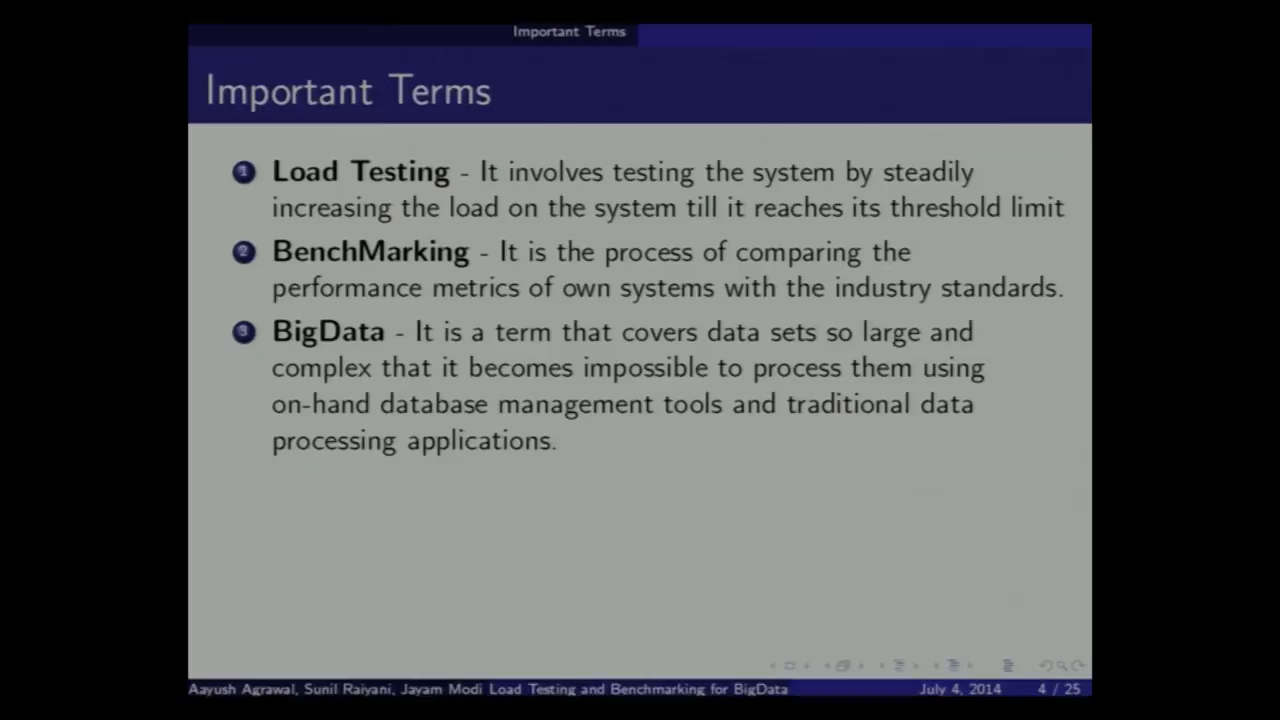 Important Terms
Important Terms
1 Load Testing - It involves testing the system by steadily
increasing the load on the system till it reaches its threshold limit
2 BenchMarking - It is the process of comparing the
performance metrics of own systems with the industry standards.
3 BigData - It is a term that covers data sets so large and
complex that it becomes impossible to process them using
on-hand database management tools and traditional data
processing applications.
Aayush Agrawal, Sunil Raiyani, Jayam Modi Load Testing and Benchmarking for BigData July 4, 2014 4 / 25